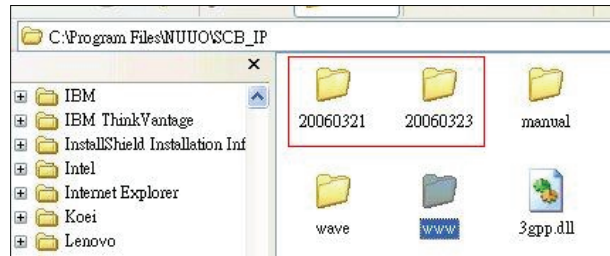 C:\Program Files\NUUO\SCB_IP
IBM
IBM ThinkVantage
InstallShield Installation Inf
Intel
Internet Explorer
Koei
Lenovo
20060321 20060323 manual
wave www 3gpp.dll